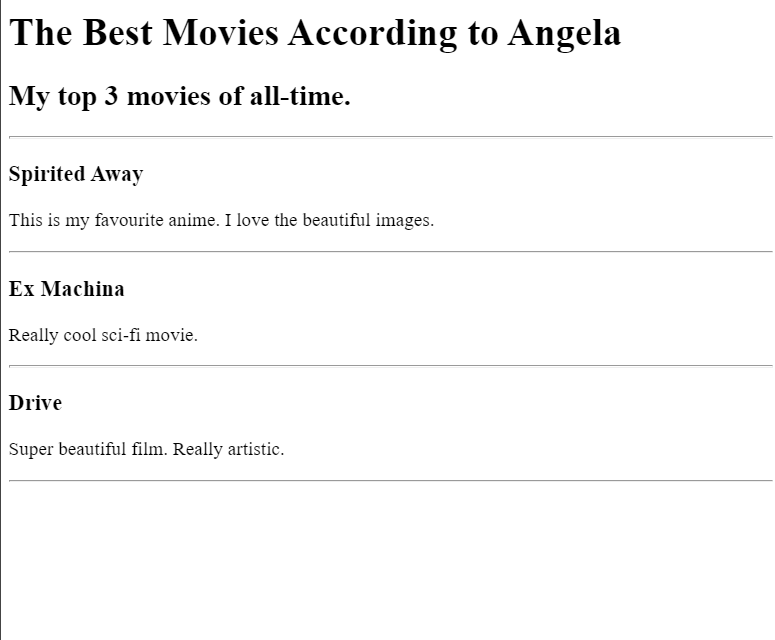 The Best Movies According to Angela
My top 3 movies of all-time.
Spirited Away
This is my favourite anime. I love the beautiful images.
Ex Machina
Really cool sci-fi movie.
Drive
Super beautiful film. Really artistic.